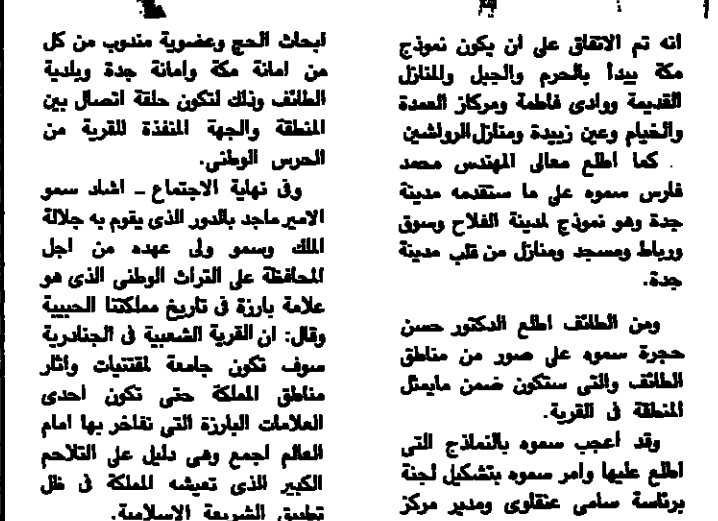 انه تم الاتفاق على ان يكون نموذج
مكة يبدأ بالحرم والجبل والمنازل
القديمة ووادى فاطمة ومركاز العمدة
والخيام وعين زبيدة ومنازل الرواشين
. كما اطلع معالى المهندس محمد
فارس سموه على ما ستقدمه مدينة
جدة وهو نموذج لمدينة الفلاح وسوق
ورباط ومسجد ومنازل من قلب مدينة
جدة.
ومن الطائف اطلع الدكتور حسن
حجرة سموه على صور من مناطق
الطائف والتى ستكون ضمن مايمثل
المنطقة فى القرية.
وقد أعجب سموه بالنماذج التى
اطلع عليها وامر سموه بتشكيل لجنة
برئاسة سامى عنقاوى ومدير مركز
ابحاث الحج وعضوية مندوب من كل
من امانة مكة وامانة جدة وبلدية
الطائف وذلك لتكون حلقة اتصال بين
المنطقة والجهة المنفذة للقرية من
الحرس الوطنى.
وفى نهاية الاجتماع ـ اشاد سمو
الامير ماجد بالدور الذى يقوم به جلالة
الملك وسمو ولى عهده من اجل
المحافظة على التراث الوطنى الذى هو
علامة بارزة فى تاريخ مملكتنا الحبيبة
وقال: ان القرية الشعبية فى الجنادرية
سوف تكون جامعة لمقتنيات واثار
مناطق المملكة حتى تكون احدى
العلامات البارزة التى نفاخر بها امام
العالم اجمع وهى دليل على التلاحم
الكبير الذى تعيشه المملكة فى ظل
تطبيق الشريعة الاسلامية.